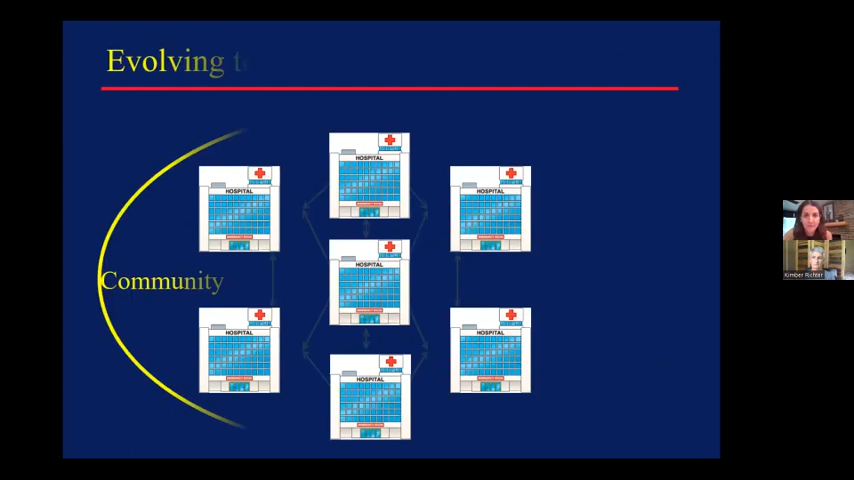 Evolving t
HOSPITAL
HOSPITAL
HOSPITAL
HOSPITAL
Community
HOSPITAL
HOSPITAL
HOSPITAL
Kimber Richter